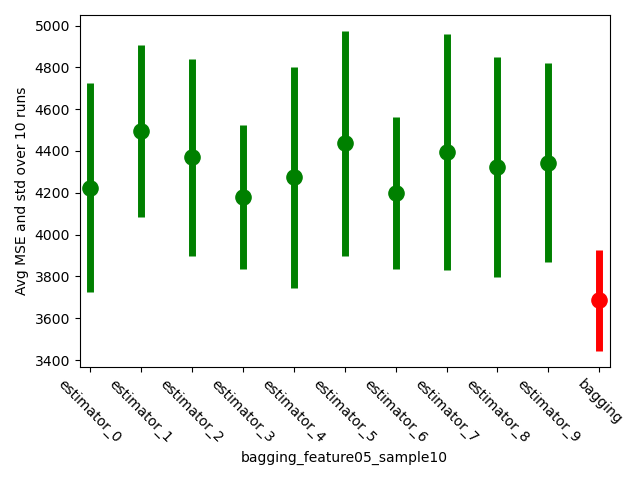 Avg MSE and std over 10 runs
5000
4800
4600
4400
4200
4000
3800
3600
3400
estimator_0
estimator_1
estimator_2
estimator_3
estimator_4
estimator_5
estimator_6
estimator_7
estimator_8
estimator_9
bagging
bagging_feature05_sample10